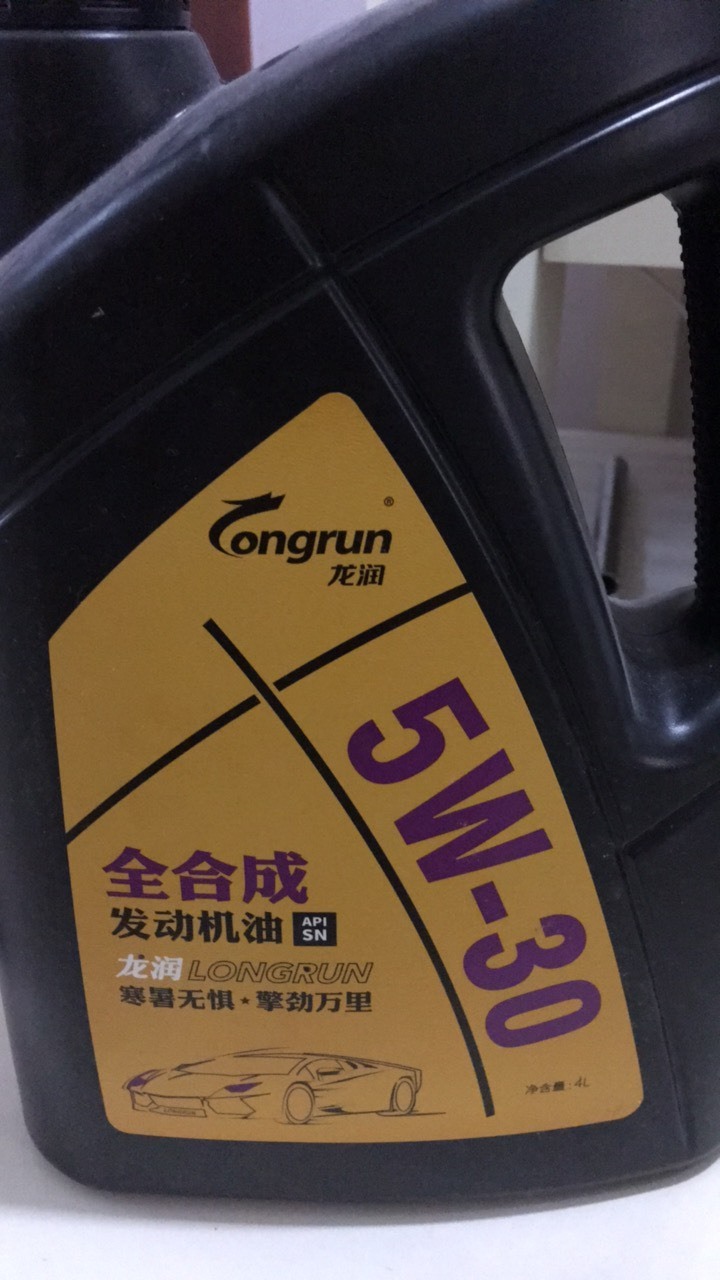 Longrun®
龙润
5W-30
全合成
发动机油 API SN
龙润 LONGRUN
寒暑无惧★擎劲万里
净含量:4L